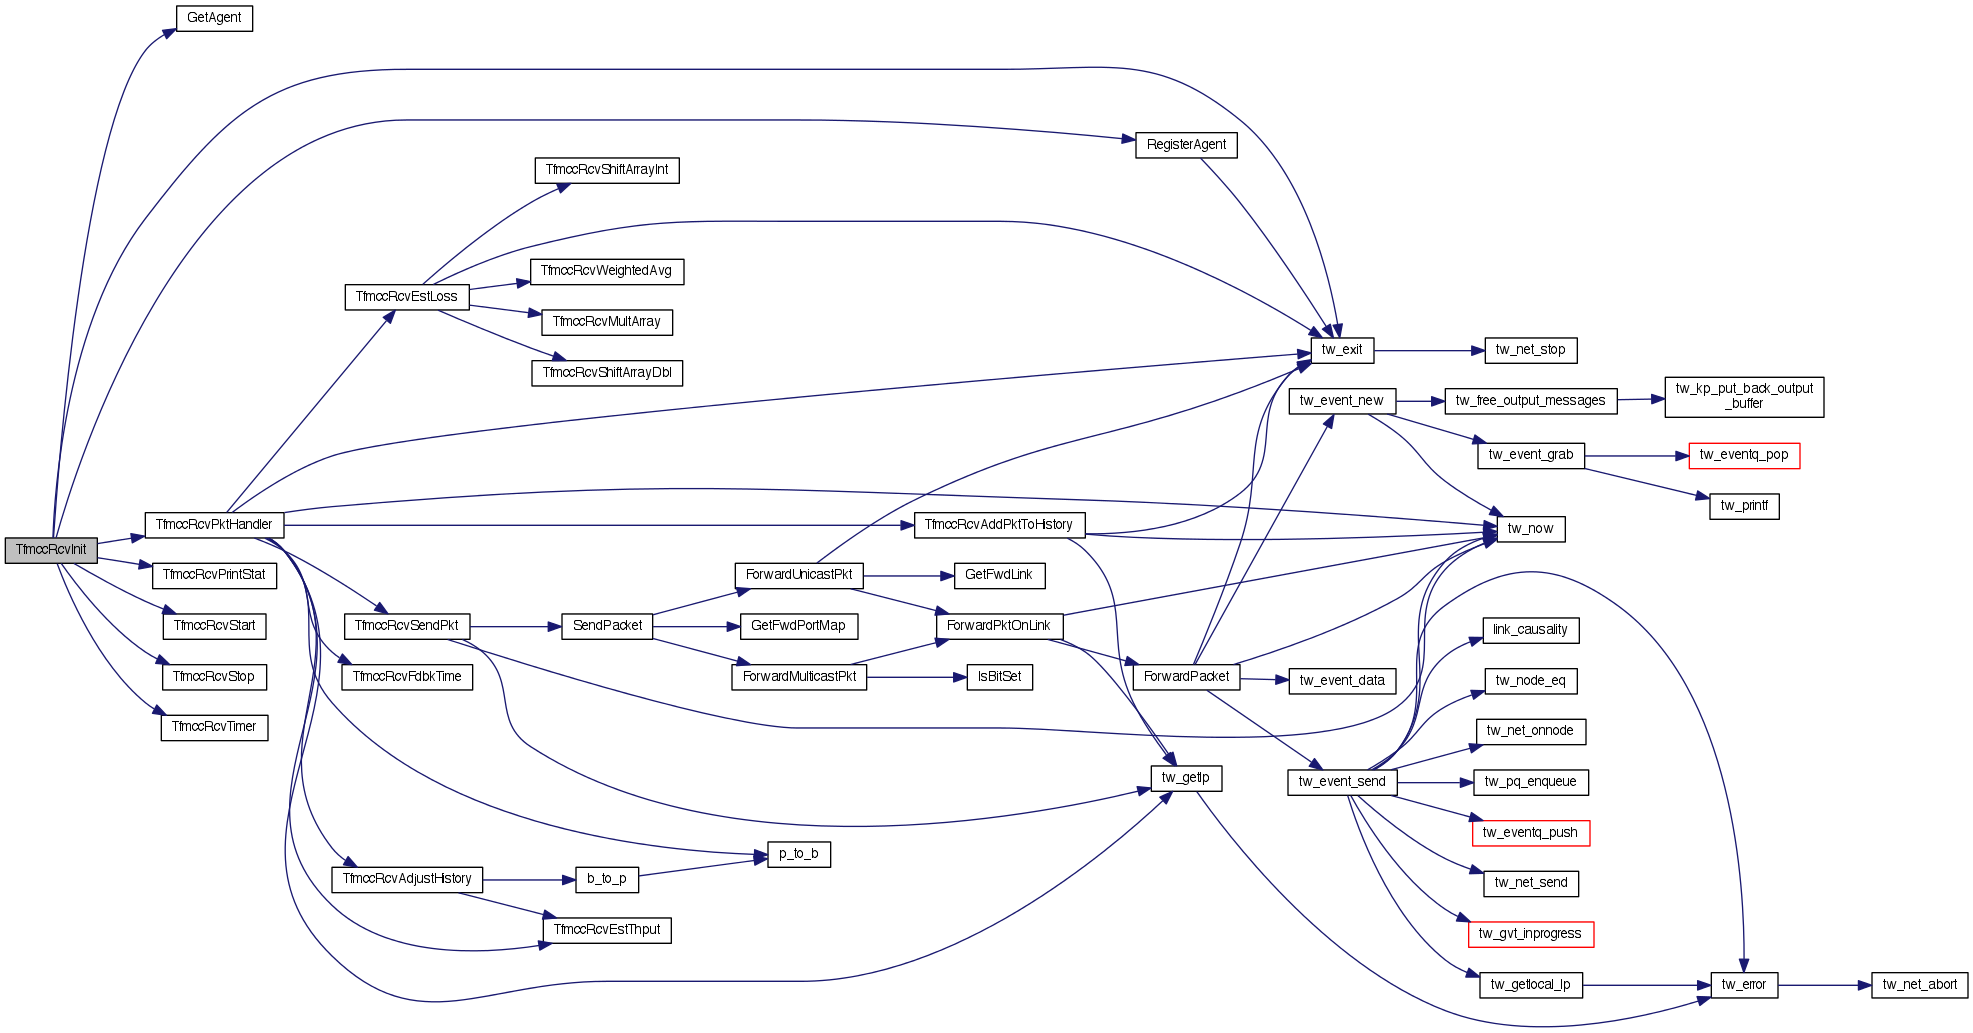 GetAgent
RegisterAgent
TfmccRcvShiftArrayInt
TfmccRcvWeightedAvg
TfmccRcvEstLoss
TfmccRcvMultArray
TfmccRcvShiftArrayDbl
tw_exit
tw_net_stop
tw_event_new
tw_free_output_messages
tw_kp_put_back_output
_buffer
tw_event_grab
tw_eventq_pop
tw_printf
TfmccRcvInit
TfmccRcvPktHandler
TfmccRcvAddPktToHistory
tw_now
TfmccRcvPrintStat
ForwardUnicastPkt
GetFwdLink
TfmccRcvStart
TfmccRcvSendPkt
SendPacket
GetFwdPortMap
ForwardPktOnLink
link_causality
TfmccRcvStop
TfmccRcvFdbkTime
ForwardMulticastPkt
IsBitSet
ForwardPacket
tw_event_data
tw_node_eq
TfmccRcvTimer
tw_net_onnode
tw_getlp
tw_event_send
tw_pq_enqueue
tw_eventq_push
p_to_b
TfmccRcvAdjustHistory
b_to_p
tw_net_send
TfmccRcvEstThput
tw_gvt_inprogress
tw_getlocal_lp
tw_error
tw_net_abort